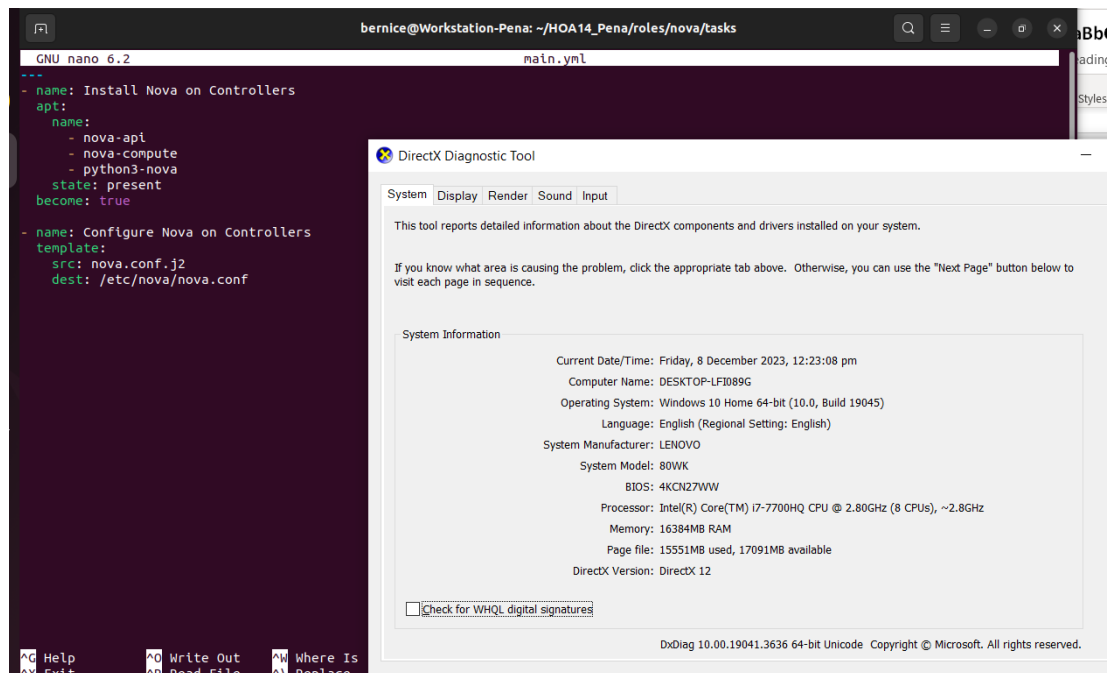 bernice@Workstation-Pena: ~/HOA14_Pena/roles/nova/tasks
GNU nano 6.2 main.yml
---
- name: Install Nova on Controllers
  apt:
    name:
      - nova-api
      - nova-compute
      - python3-nova
    state: present
  become: true
- name: Configure Nova on Controllers
  template:
    src: nova.conf.j2
    dest: /etc/nova/nova.conf
^G Help ^O Write Out ^W Where Is
^X Exit ^R Read File ^\ Replace
Styles
DirectX Diagnostic Tool
System Display Render Sound Input
This tool reports detailed information about the DirectX components and drivers installed on your system.
If you know what area is causing the problem, click the appropriate tab above. Otherwise, you can use the "Next Page" button below to
visit each page in sequence.
System Information
Current Date/Time: Friday, 8 December 2023, 12:23:08 pm
Computer Name: DESKTOP-LFI089G
Operating System: Windows 10 Home 64-bit (10.0, Build 19045)
Language: English (Regional Setting: English)
System Manufacturer: LENOVO
System Model: 80WK
BIOS: 4KCN27WW
Processor: Intel(R) Core(TM) i7-7700HQ CPU @ 2.80GHz (8 CPUs), ~2.8GHz
Memory: 16384MB RAM
Page file: 15551MB used, 17091MB available
DirectX Version: DirectX 12
Check for WHQL digital signatures
DxDiag 10.00.19041.3636 64-bit Unicode Copyright © Microsoft. All rights reserved.